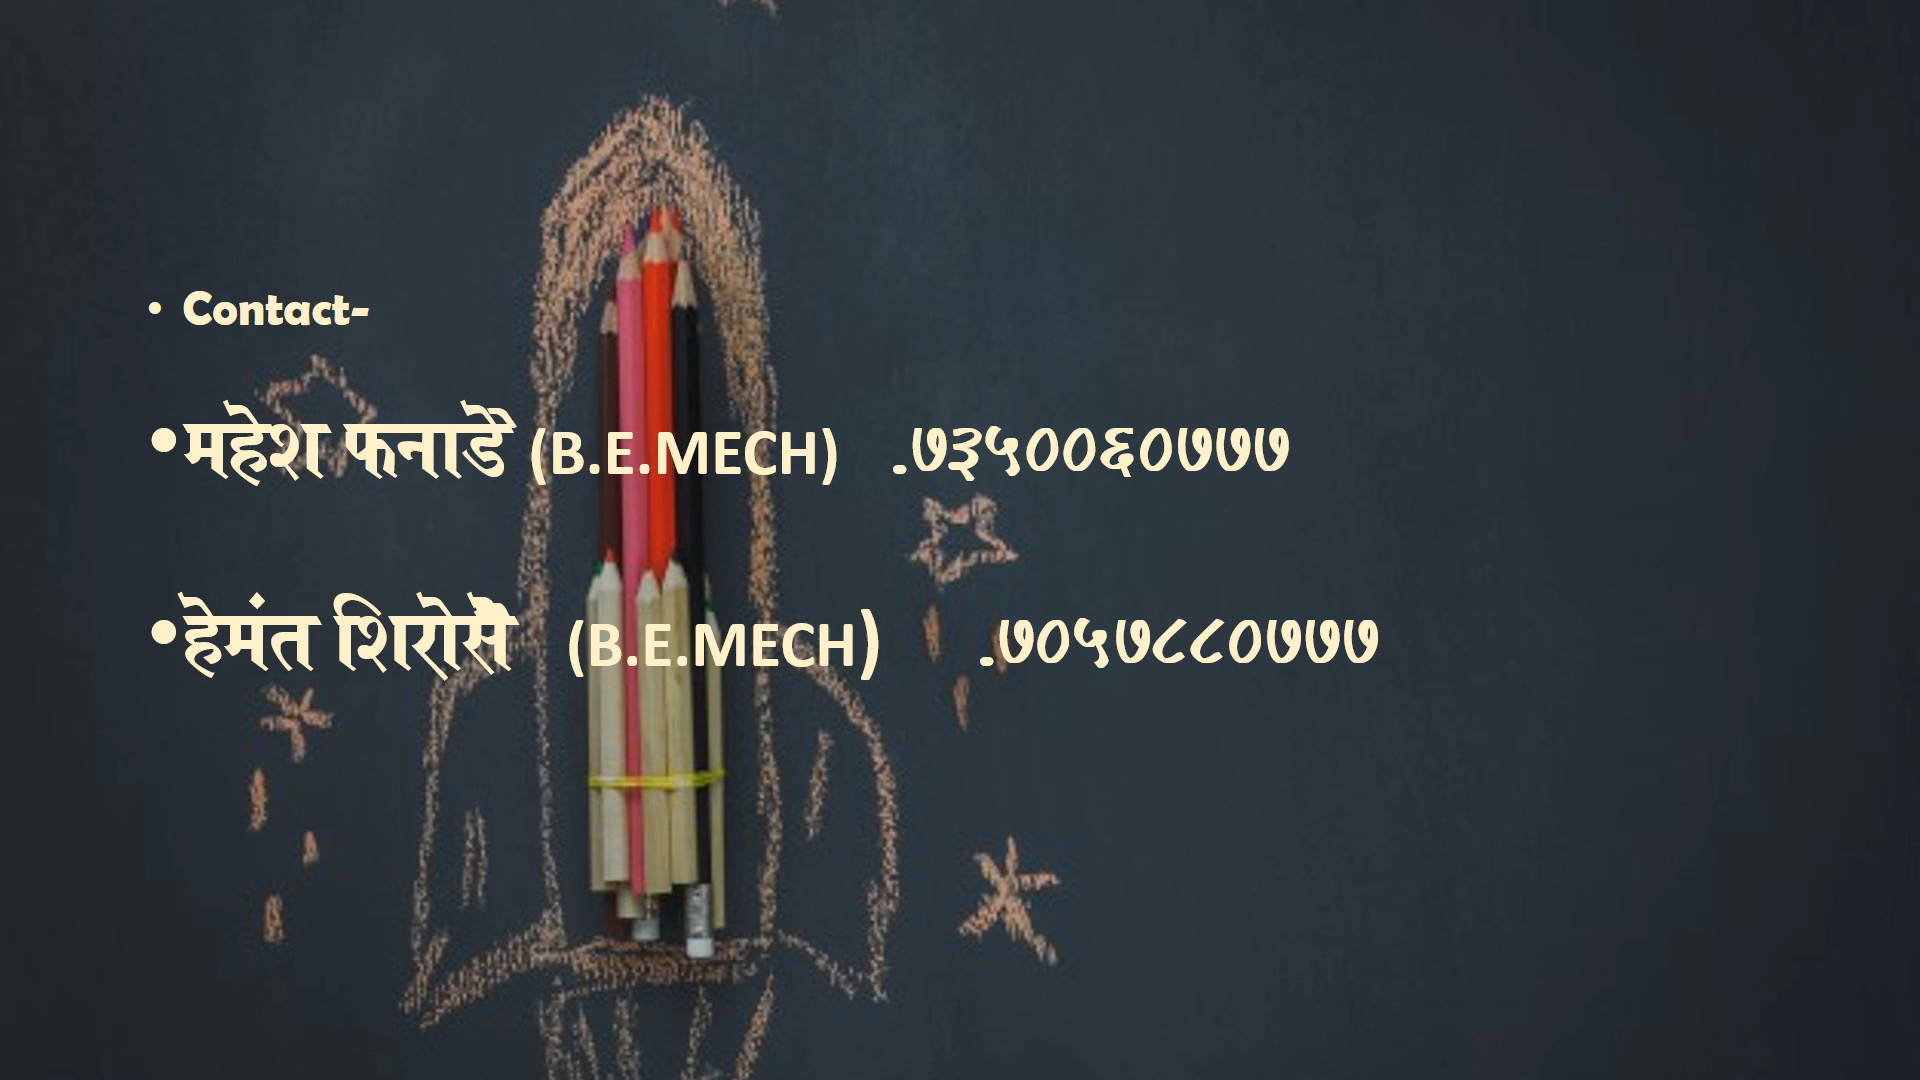 • Contact-
•महेश फनाडेे (B.E.MECH) .७३५००६०७७७
•हेमंत शिरोसेे (B.E.MECH) .७०५७८८०७७७